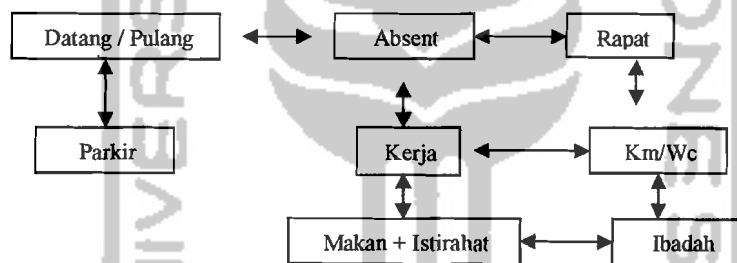 Datang / Pulang
Absent
Rapat
Parkir
Kerja
Km/Wc
Makan + Istirahat
Ibadah